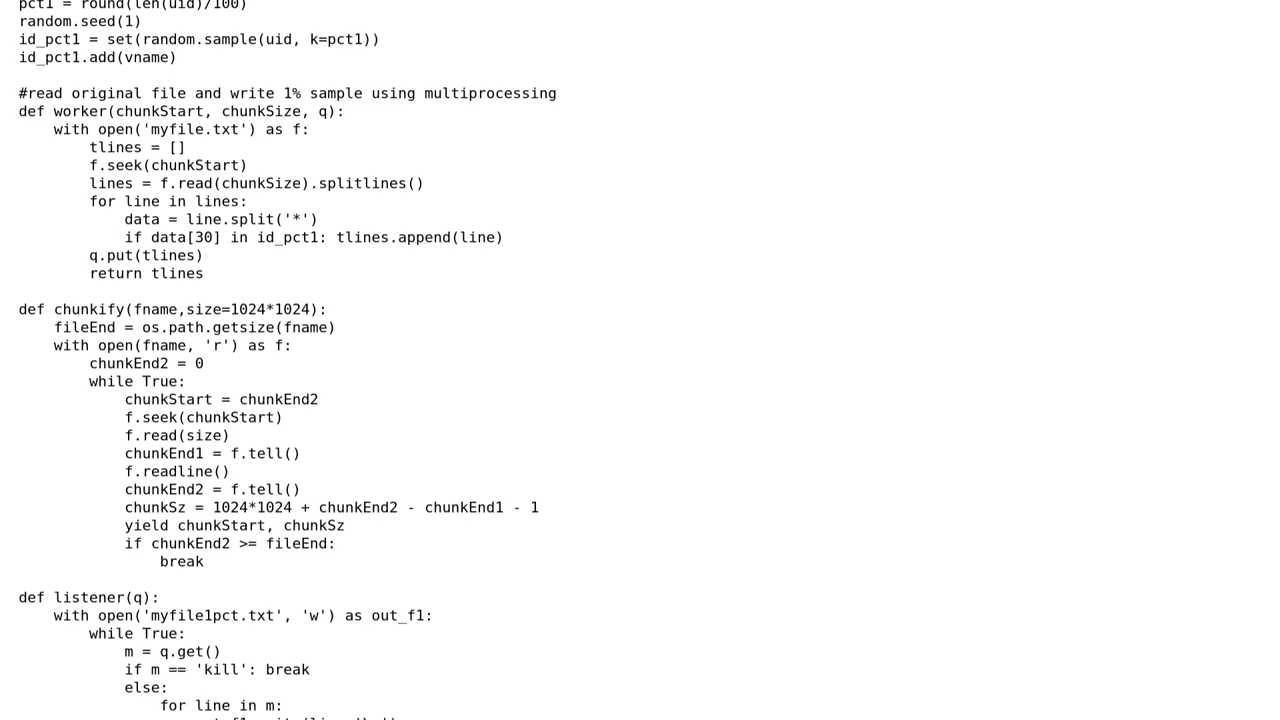 pct1 = round(len(uid)/100)
random.seed(1)
id_pct1 = set(random.sample(uid, k=pct1))
id_pct1.add(vname)

#read original file and write 1% sample using multiprocessing
def worker(chunkStart, chunkSize, q):
    with open('myfile.txt') as f:
        tlines = []
        f.seek(chunkStart)
        lines = f.read(chunkSize).splitlines()
        for line in lines:
            data = line.split('*')
            if data[30] in id_pct1: tlines.append(line)
        q.put(tlines)
        return tlines

def chunkify(fname,size=1024*1024):
    fileEnd = os.path.getsize(fname)
    with open(fname, 'r') as f:
        chunkEnd2 = 0
        while True:
            chunkStart = chunkEnd2
            f.seek(chunkStart)
            f.read(size)
            chunkEnd1 = f.tell()
            f.readline()
            chunkEnd2 = f.tell()
            chunkSz = 1024*1024 + chunkEnd2 - chunkEnd1 - 1
            yield chunkStart, chunkSz
            if chunkEnd2 >= fileEnd:
                break

def listener(q):
    with open('myfile1pct.txt', 'w') as out_f1:
        while True:
            m = q.get()
            if m == 'kill': break
            else:
                for line in m: